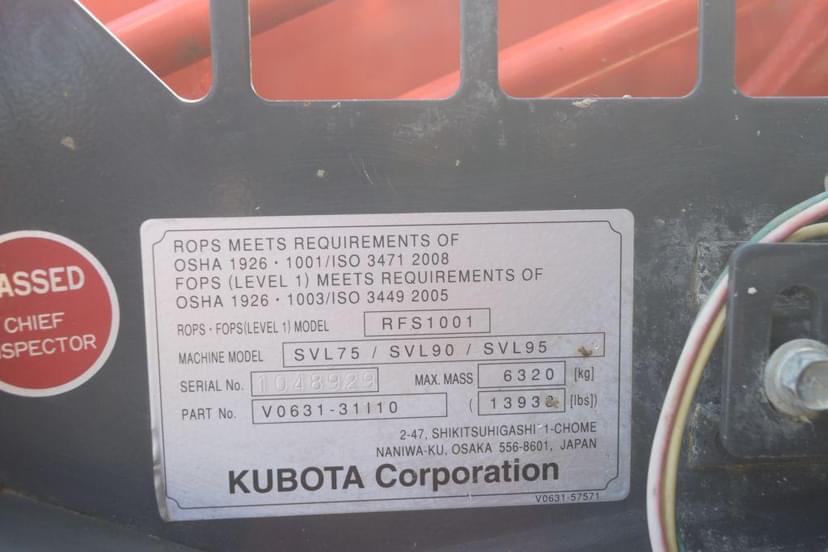 ROPS MEETS REQUIREMENTS OF
OSHA 1926・1001/ISO 3471 2008
FOPS (LEVEL 1) MEETS REQUIREMENTS OF
OSHA 1926・1003/ISO 3449 2005
ROPS・FOPS(LEVEL 1) MODEL RFS1001
MACHINE MODEL SVL75 / SVL90 / SVL95
SERIAL No. 1048929 MAX. MASS 6320 [kg]
PART No. V0631-31110 ( 13933 [lbs])
2-47, SHIKITSUHIGASHI 1-CHOME
NANIWA-KU, OSAKA 556-8601, JAPAN
KUBOTA Corporation
V0631-57571
ASSED
CHIEF
NSPECTOR